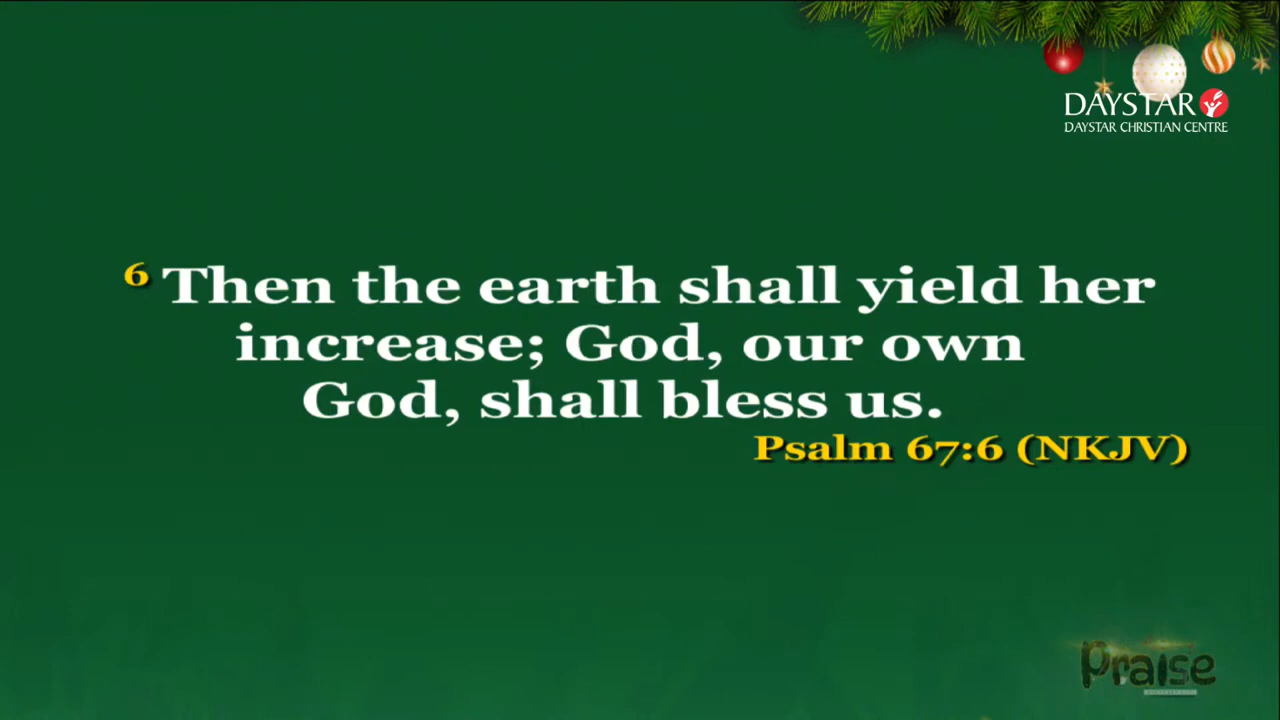 DAYSTAR
DAYSTAR CHRISTIAN CENTRE
6 Then the earth shall yield her
increase; God, our own
God, shall bless us.
Psalm 67:6 (NKJV)
Praise